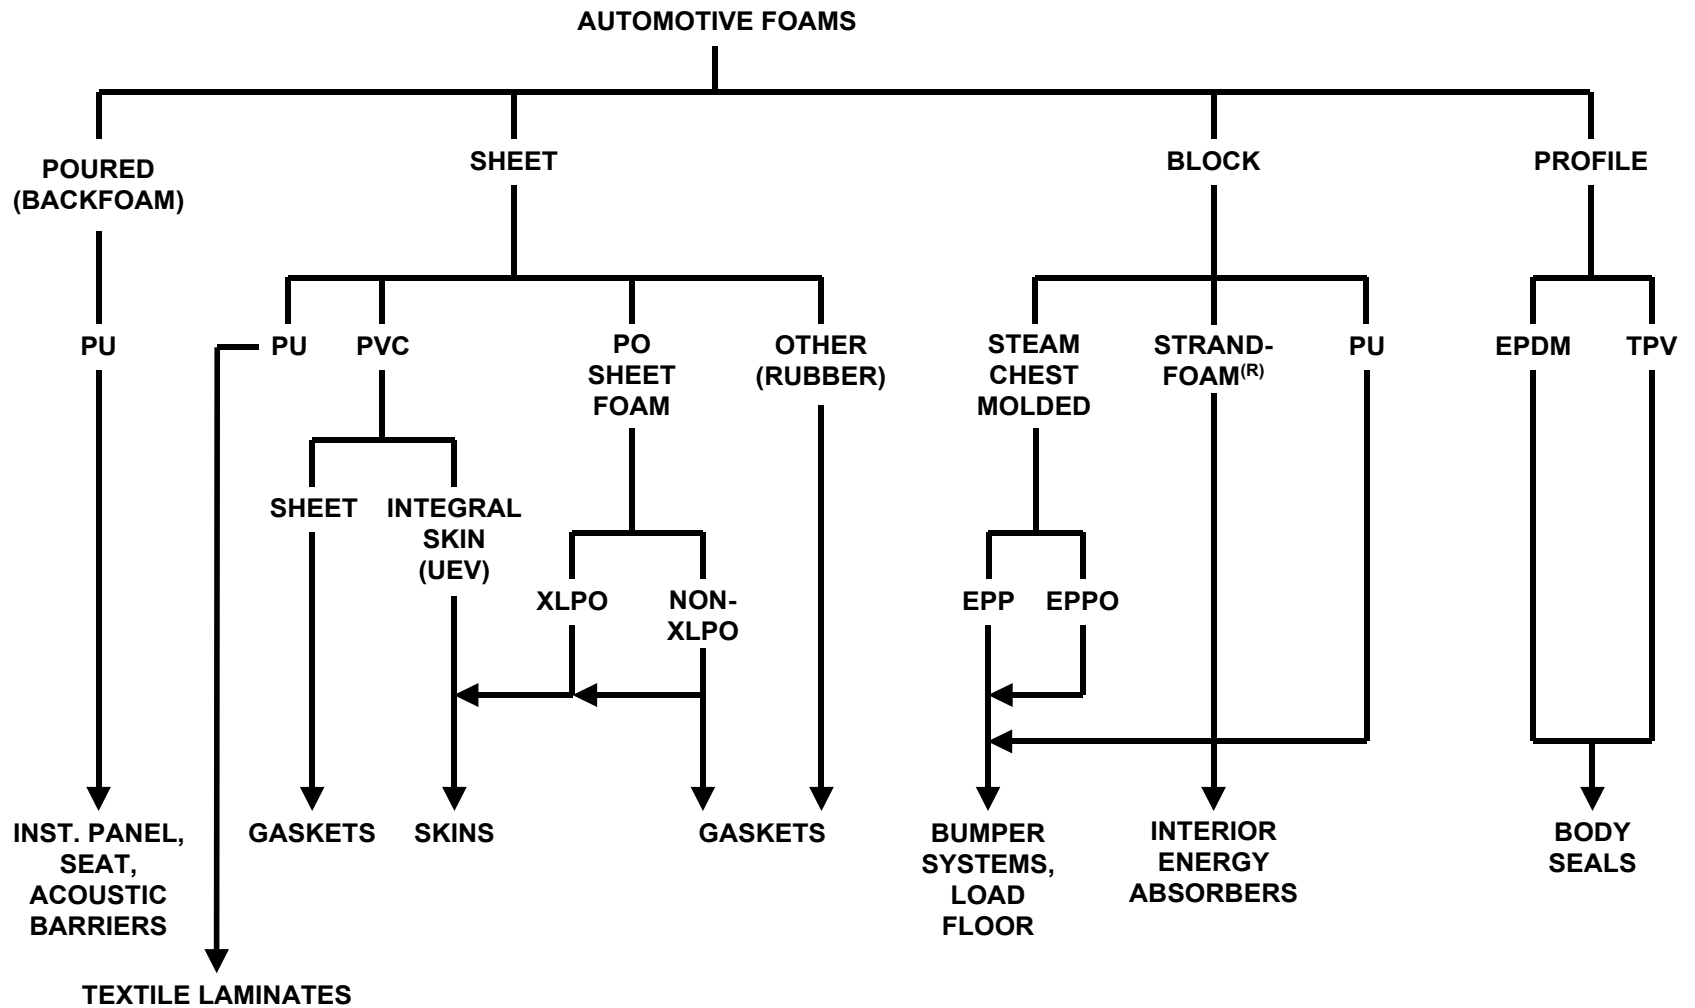 AUTOMOTIVE FOAMS
POURED
(BACKFOAM)
SHEET
BLOCK
PROFILE
PU
PU
PVC
PO
SHEET
FOAM
OTHER
(RUBBER)
STEAM
CHEST
MOLDED
STRAND-
FOAM(R)
PU
EPDM
TPV
SHEET
INTEGRAL
SKIN
(UEV)
XLPO
NON-
XLPO
EPP
EPPO
INST. PANEL,
SEAT,
ACOUSTIC
BARRIERS
GASKETS
SKINS
GASKETS
BUMPER
SYSTEMS,
LOAD
FLOOR
INTERIOR
ENERGY
ABSORBERS
BODY
SEALS
TEXTILE LAMINATES